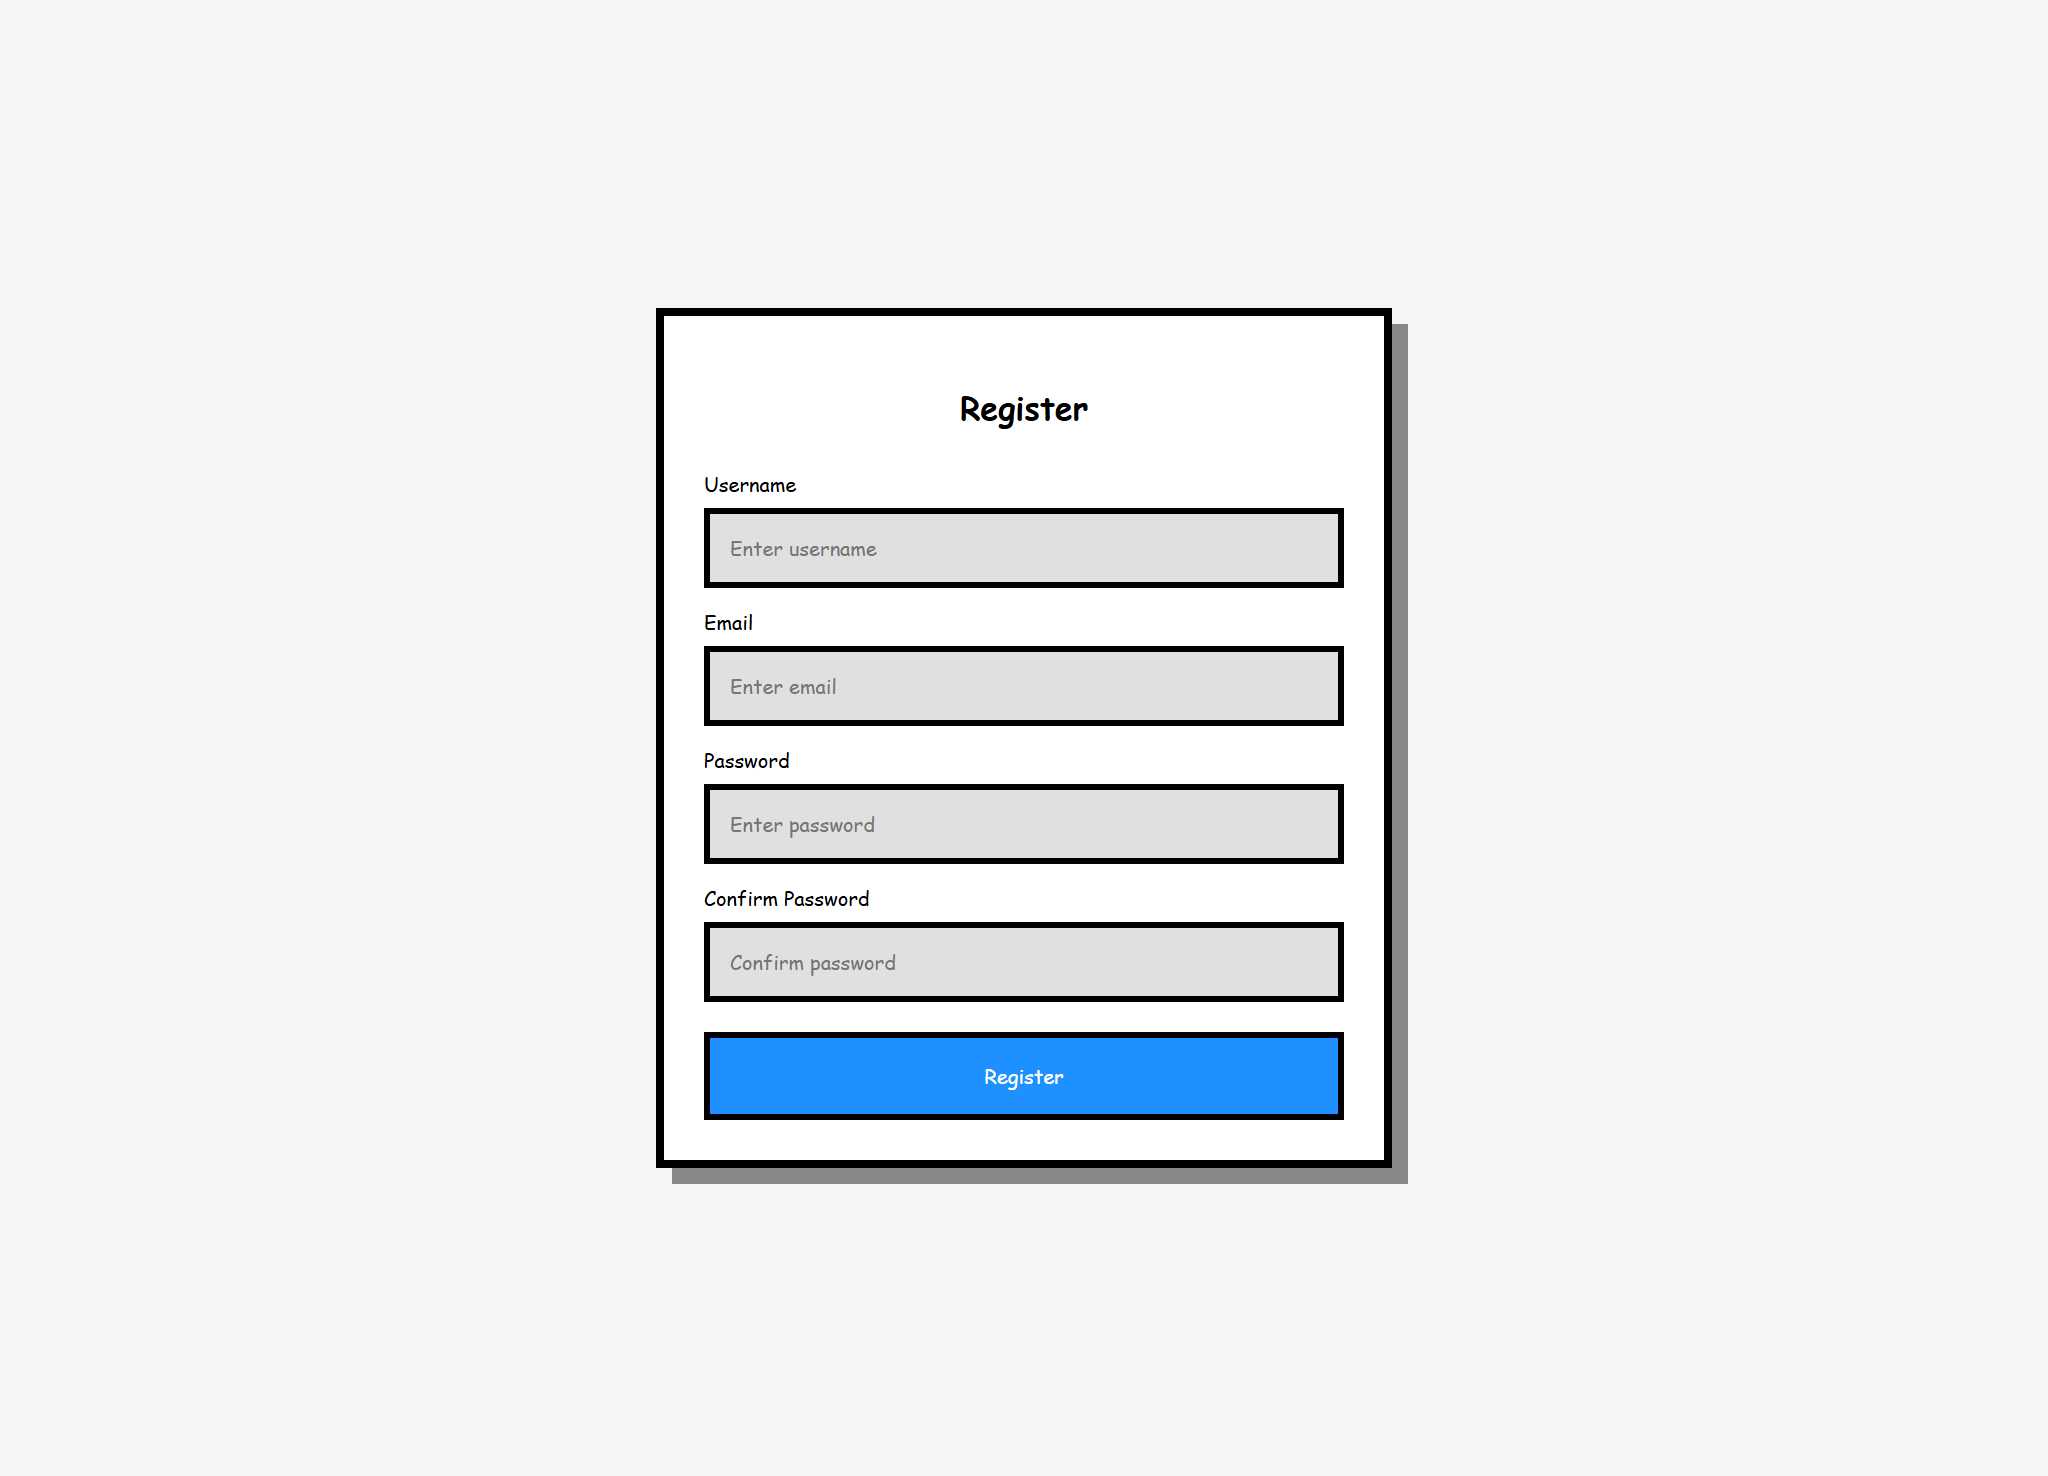 Register
Username
Enter username
Email
Enter email
Password
Enter password
Confirm Password
Confirm password
Register